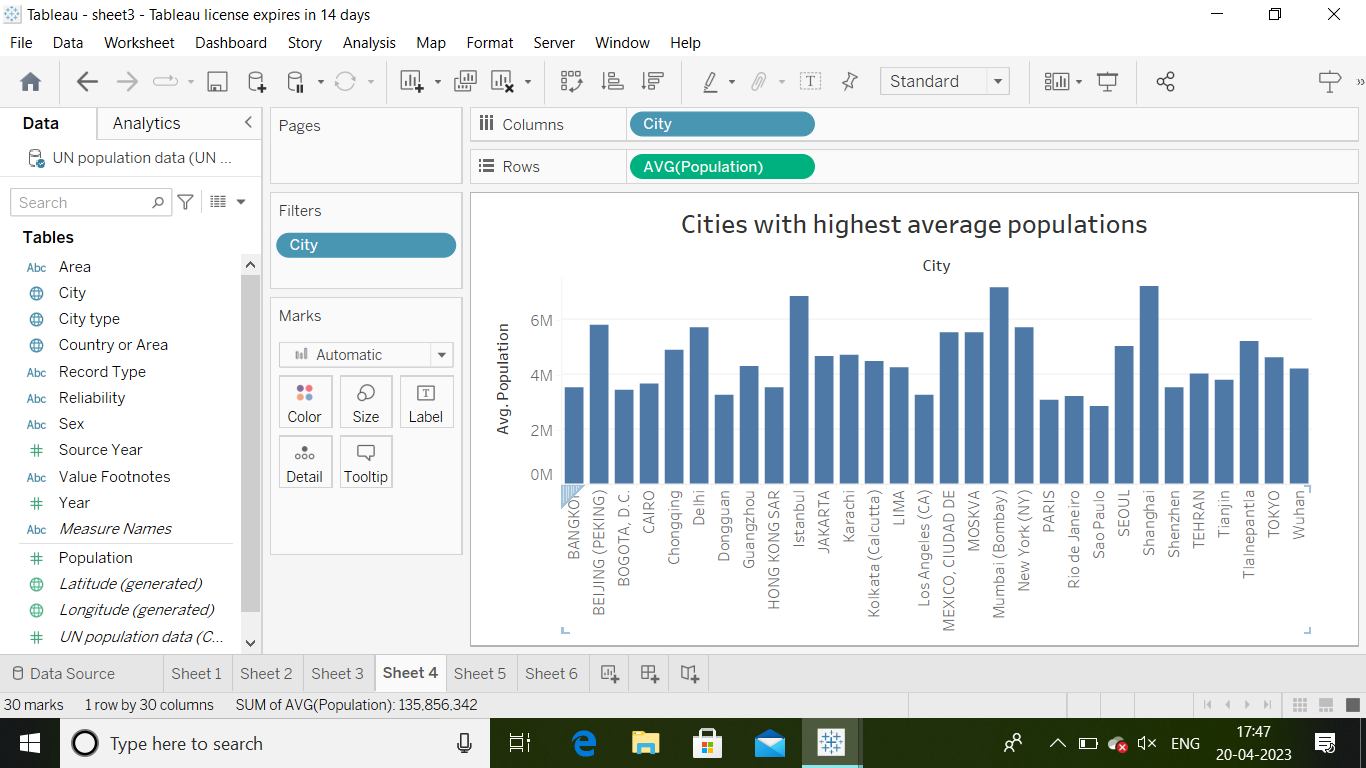 Tableau - sheet3 - Tableau license expires in 14 days
File Data Worksheet Dashboard Story Analysis Map Format Server Window Help
Standard
Data Analytics
UN population data (UN ...
Search
Tables
Abc Area
City
City type
Country or Area
Abc Record Type
Abc Reliability
Abc Sex
Source Year
Abc Value Footnotes
Year
Abc Measure Names
Population
Latitude (generated)
Longitude (generated)
UN population data (C...
Pages
Filters
City
Marks
Automatic
Color Size Label
Detail Tooltip
Columns City
Rows AVG(Population)
Cities with highest average populations
City
Avg. Population
6M
4M
2M
0M
BANGKOK
BEIJING (PEKING)
BOGOTA, D.C.
CAIRO
Chongqing
Delhi
Dongguan
Guangzhou
HONG KONG SAR
Istanbul
JAKARTA
Karachi
Kolkata (Calcutta)
LIMA
Los Angeles (CA)
MEXICO, CIUDAD DE
MOSKVA
Mumbai (Bombay)
New York (NY)
PARIS
Rio de Janeiro
Sao Paulo
SEOUL
Shanghai
Shenzhen
TEHRAN
Tianjin
Tlalnepantla
TOKYO
Wuhan
Data Source Sheet 1 Sheet 2 Sheet 3 Sheet 4 Sheet 5 Sheet 6
30 marks 1 row by 30 columns SUM of AVG(Population): 135,856,342
Type here to search
ENG
17:47
20-04-2023